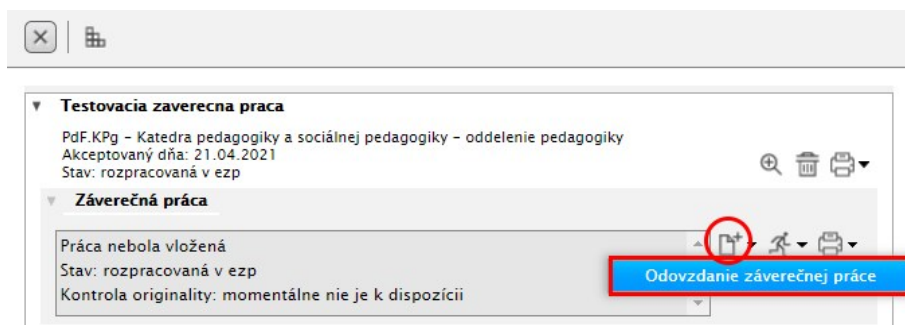 Testovacia zaverecna praca
PdF.KPg - Katedra pedagogiky a sociálnej pedagogiky - oddelenie pedagogiky
Akceptovaný dňa: 21.04.2021
Stav: rozpracovaná v ezp
Záverečná práca
Práca nebola vložená
Stav: rozpracovaná v ezp
Odovzdanie záverečnej práce
Kontrola originality: momentálne nie je k dispozícii